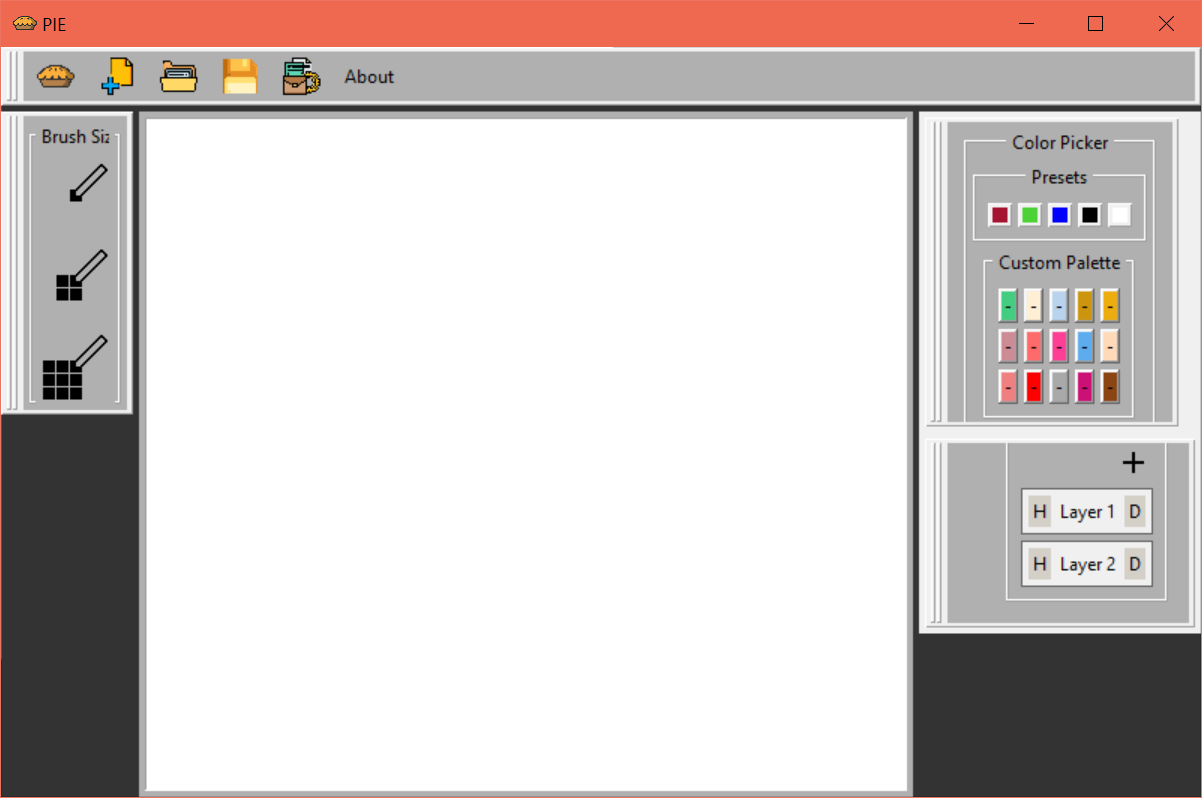 PIE
About
Brush Siz
Color Picker
Presets
Custom Palette
- - - - -
- - - - -
- - - - -
+
H Layer 1 D
H Layer 2 D